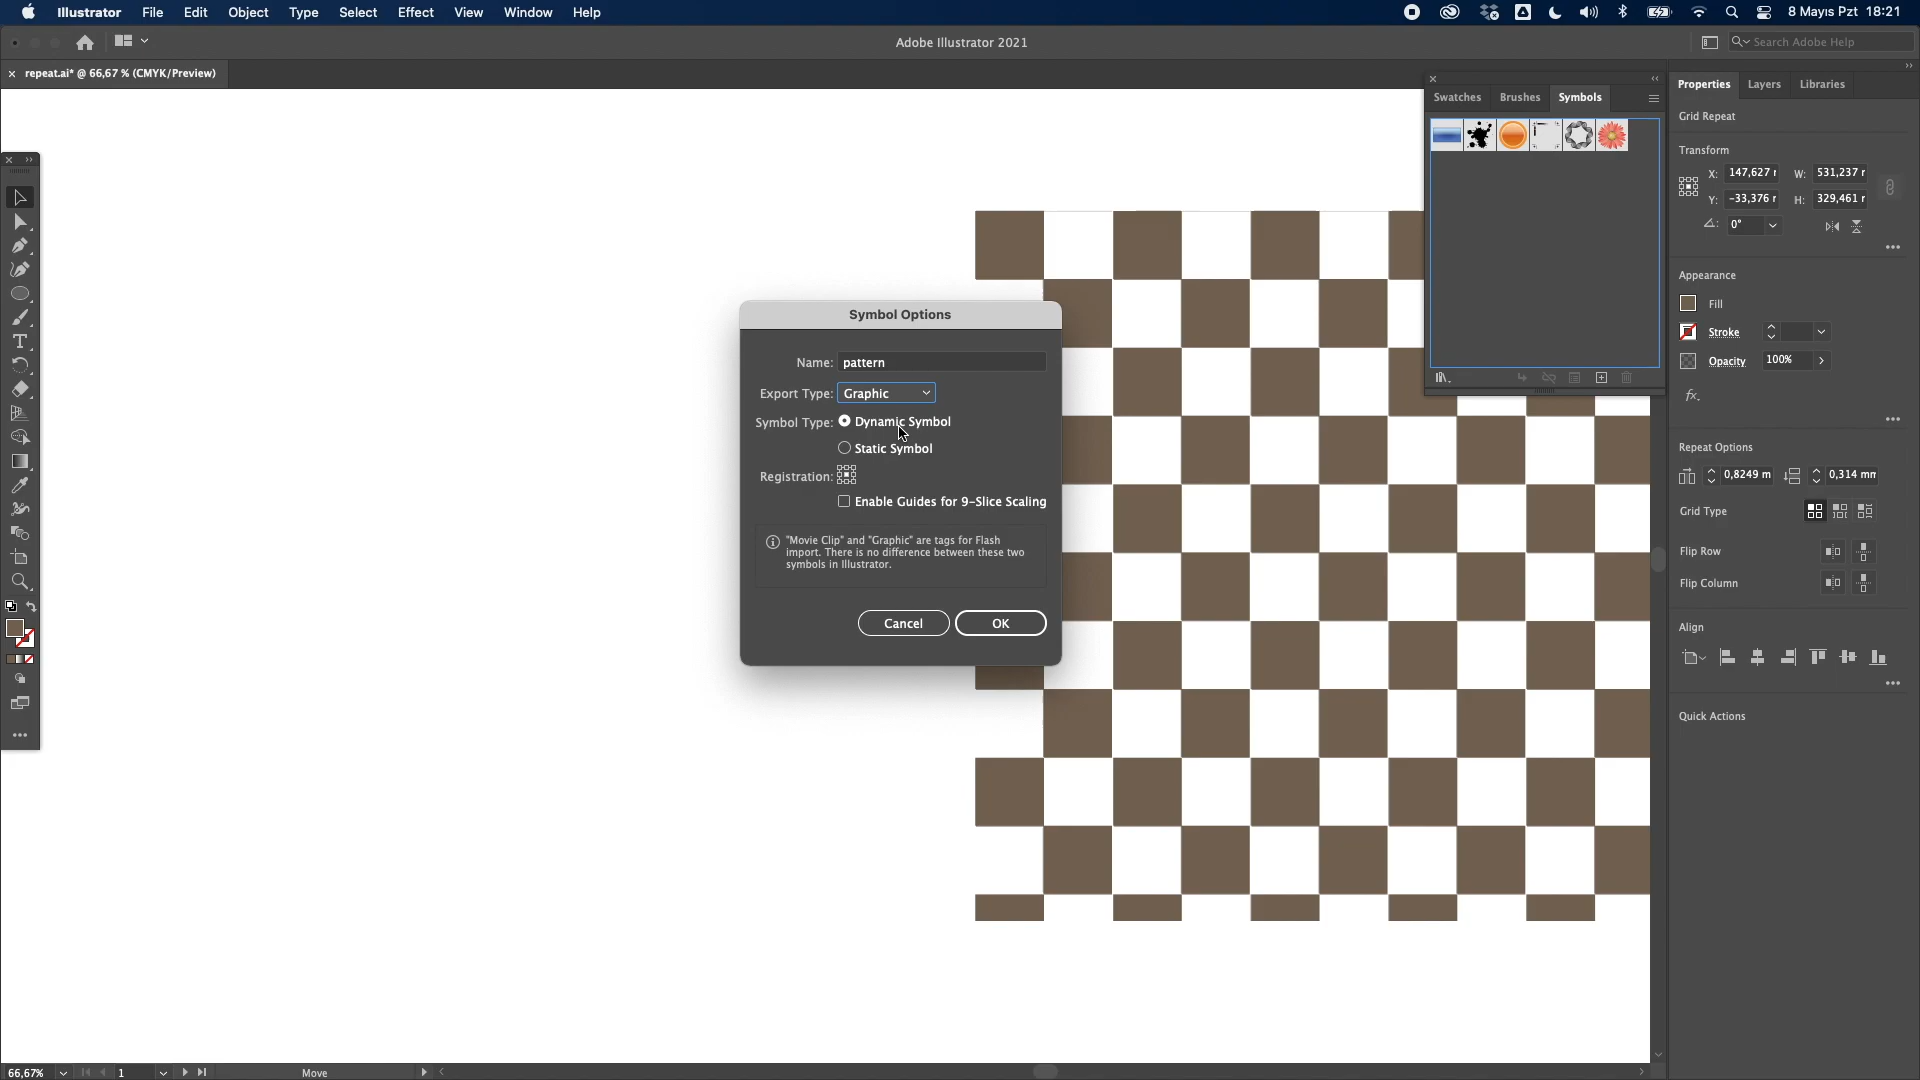 Illustrator File Edit Object Type Select Effect View Window Help
8 Mayıs Pzt 18:21
Adobe Illustrator 2021
Search Adobe Help
repeat.ai* @ 66,67 % (CMYK/Preview)
Swatches Brushes Symbols
Properties Layers Libraries
Grid Repeat
Transform
X: 147,627 W: 531,237
Y: -33,376 H: 329,461
0°
Appearance
Fill
Stroke
Opacity 100%
fx.
Repeat Options
0,8249 m 0,314 mm
Grid Type
Flip Row
Flip Column
Align
Quick Actions
Symbol Options
Name: pattern
Export Type: Graphic
Symbol Type: Dynamic Symbol
Static Symbol
Registration:
Enable Guides for 9-Slice Scaling
"Movie Clip" and "Graphic" are tags for Flash
import. There is no difference between these two
symbols in Illustrator.
Cancel OK
66,67% 1 Move